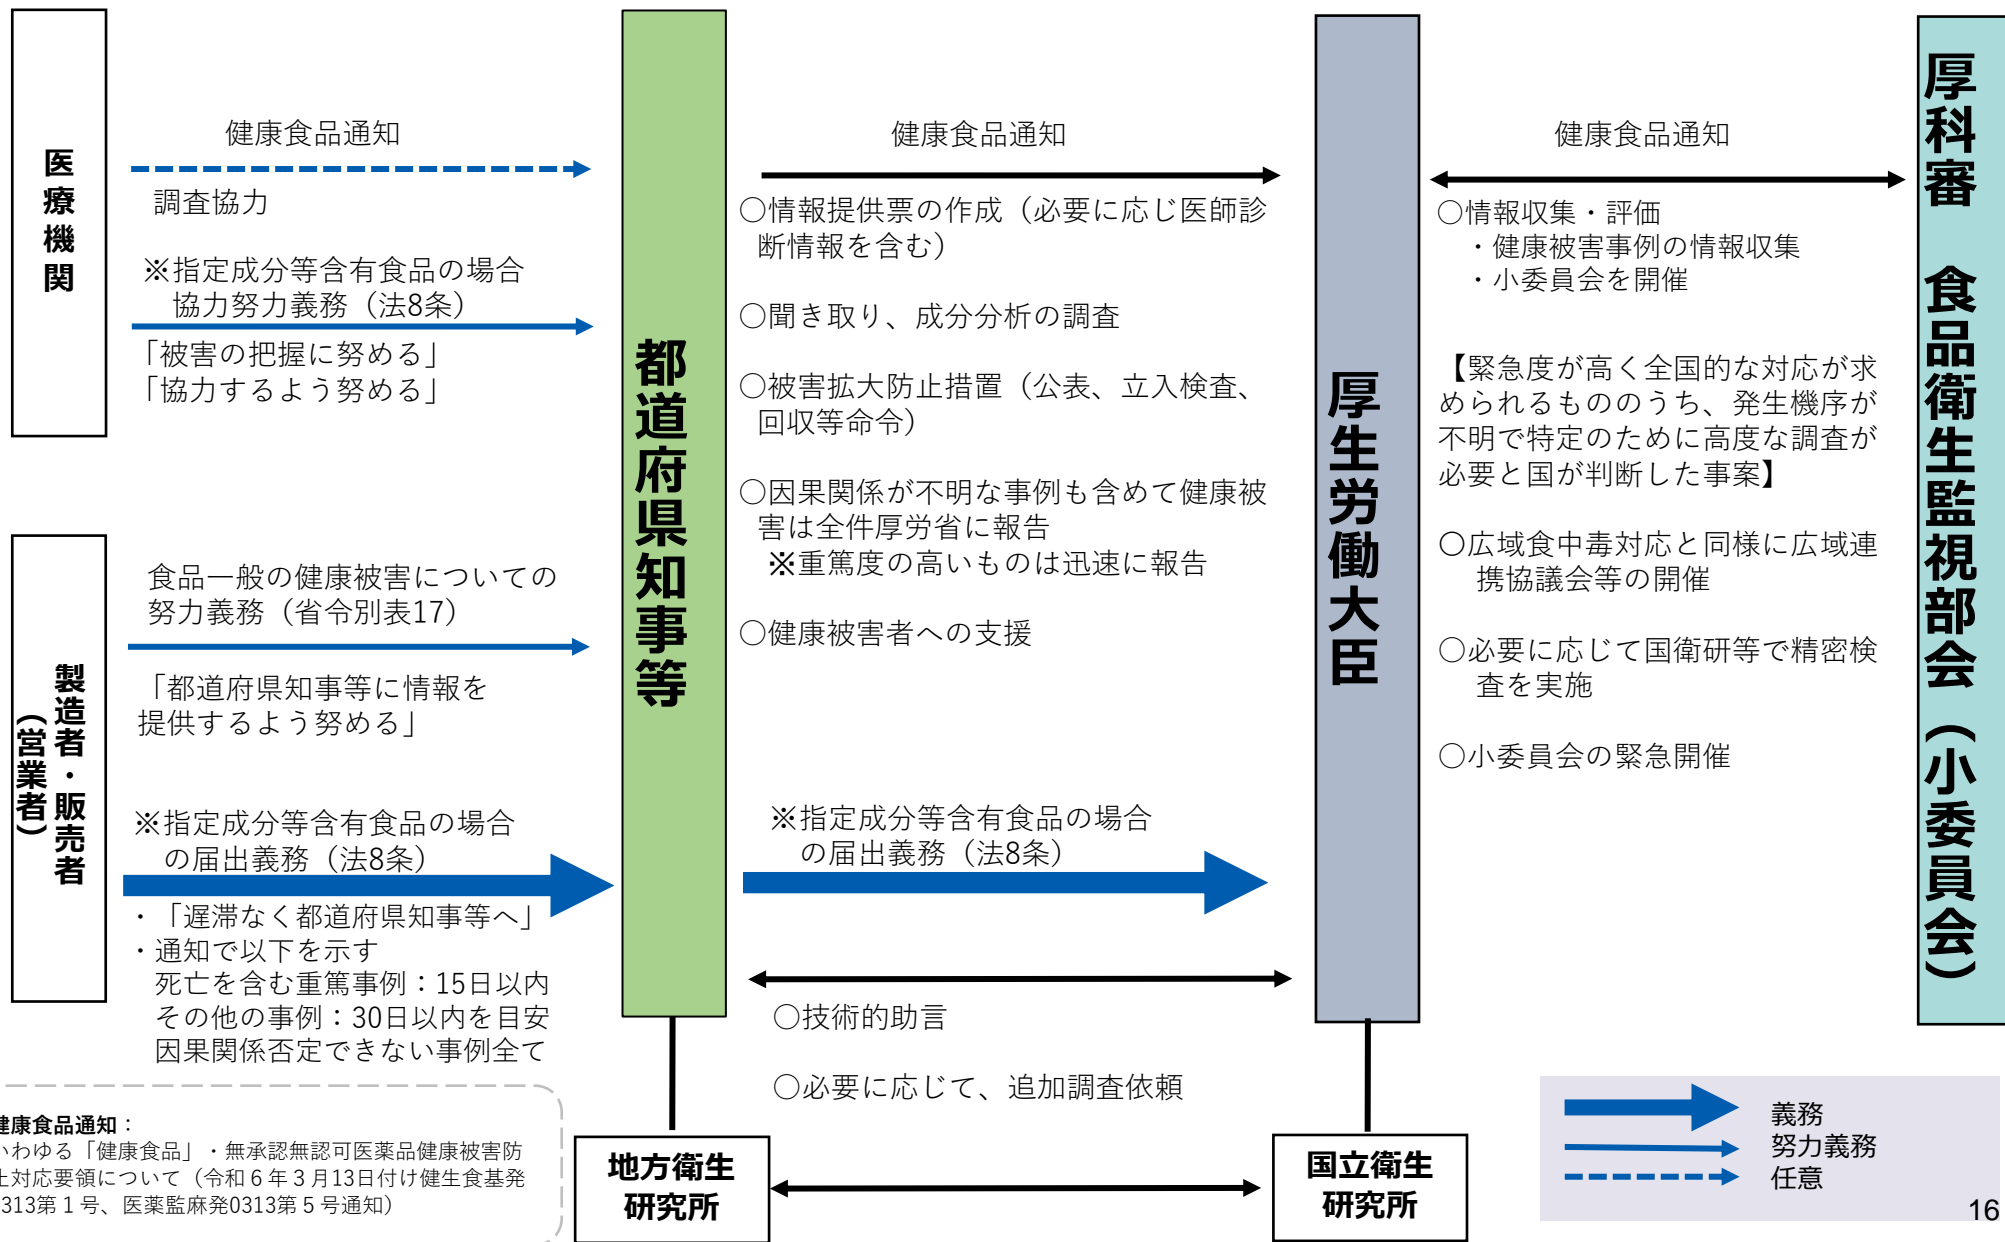 医療機関
健康食品通知
調査協力
※指定成分等含有食品の場合
協力努力義務（法8条）
「被害の把握に努める」
「協力するよう努める」
製造者・販売者
（営業者）
食品一般の健康被害についての
努力義務（省令別表17）
「都道府県知事等に情報を
提供するよう努める」
※指定成分等含有食品の場合
の届出義務（法8条）
・「遅滞なく都道府県知事等へ」
・通知で以下を示す
死亡を含む重篤事例：15日以内
その他の事例：30日以内を目安
因果関係否定できない事例全て
都道府県知事等
健康食品通知
○情報提供票の作成（必要に応じ医師診
断情報を含む）
○聞き取り、成分分析の調査
○被害拡大防止措置（公表、立入検査、
回収等命令）
○因果関係が不明な事例も含めて健康被
害は全件厚労省に報告
※重篤度の高いものは迅速に報告
○健康被害者への支援
※指定成分等含有食品の場合
の届出義務（法8条）
○技術的助言
○必要に応じて、追加調査依頼
厚生労働大臣
健康食品通知
○情報収集・評価
・健康被害事例の情報収集
・小委員会を開催
【緊急度が高く全国的な対応が求
められるもののうち、発生機序が
不明で特定のために高度な調査が
必要と国が判断した事案】
○広域食中毒対応と同様に広域連
携協議会等の開催
○必要に応じて国衛研等で精密検
査を実施
○小委員会の緊急開催
厚科審　食品衛生監視部会（小委員会）
健康食品通知：
いわゆる「健康食品」・無承認無認可医薬品健康被害防
止対応要領について（令和６年３月13日付け健生食基発
0313第１号、医薬監麻発0313第５号通知）
地方衛生
研究所
国立衛生
研究所
義務
努力義務
任意
16